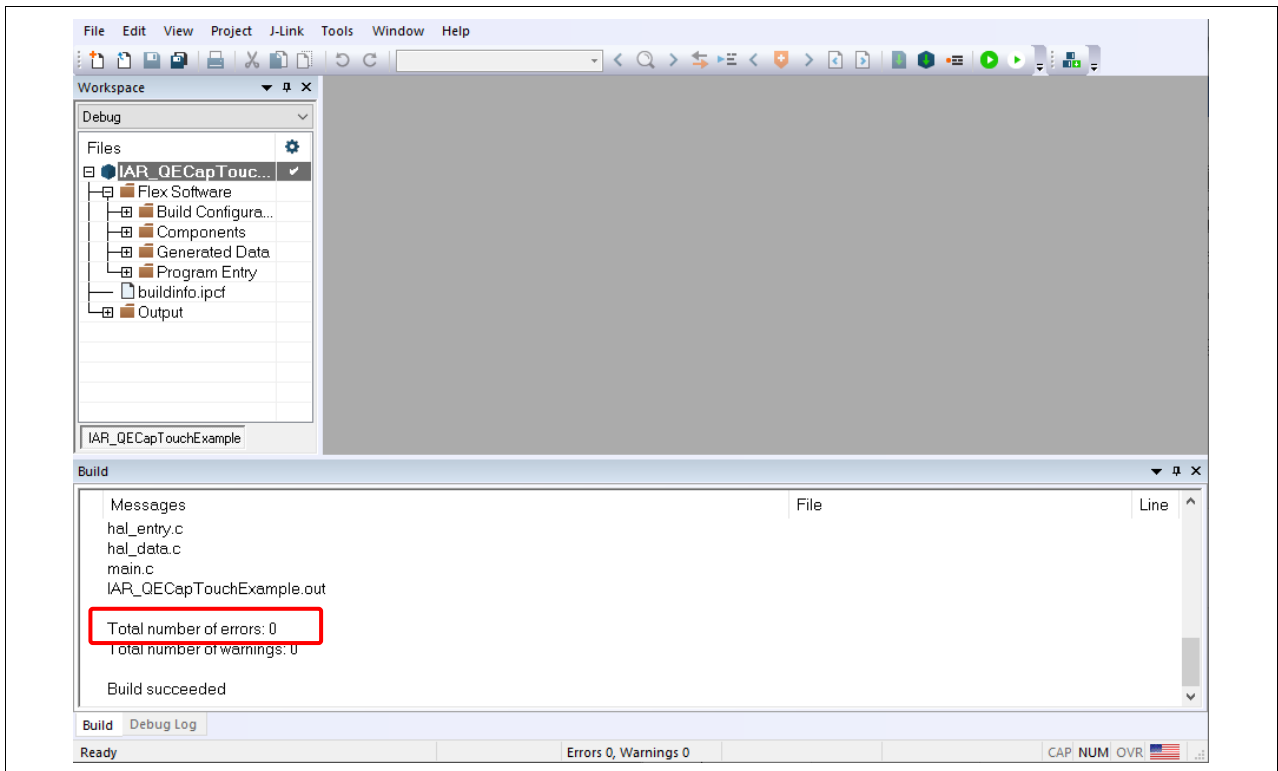 File Edit View Project J-Link Tools Window Help
Workspace
Debug
Files
IAR_QECapTouc...
Flex Software
Build Configura...
Components
Generated Data
Program Entry
buildinfo.ipcf
Output
IAR_QECapTouchExample
Build
Messages File Line
hal_entry.c
hal_data.c
main.c
IAR_QECapTouchExample.out
Total number of errors: 0
Total number of warnings: 0
Build succeeded
Build Debug Log
Ready Errors 0, Warnings 0 CAP NUM OVR